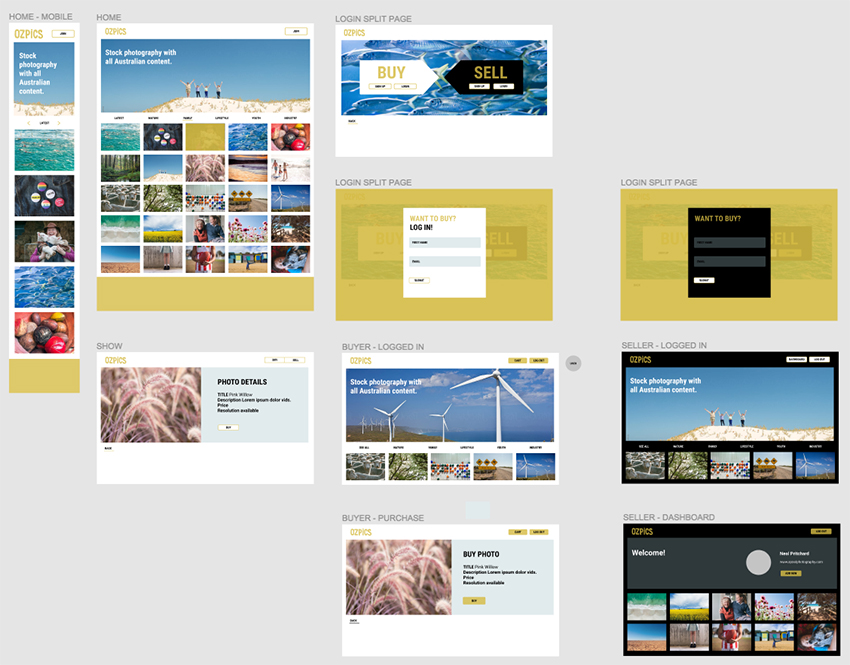 HOME - MOBILE
OZPICS
JOIN
Stock
photography
with all
Australian
content.
LATEST
HOME
OZPICS
JOIN
Stock photography with
all Australian content.
LATEST NATURE FAMILY LIFESTYLE YOUTH INDUSTRY
LOGIN SPLIT PAGE
OZPICS
BUY SELL
SIGN UP LOGIN SIGN UP LOGIN
BACK
LOGIN SPLIT PAGE
WANT TO BUY?
LOG IN!
FIRST NAME
EMAIL
SUBMIT
LOGIN SPLIT PAGE
WANT TO BUY?
FIRST NAME
EMAIL
SUBMIT
SHOW
OZPICS
BUY SELL
PHOTO DETAILS
TITLE Pink Willow
Description Lorem ipsum dolor vids.
Price
Resolution available
BUY
BACK
BUYER - LOGGED IN
OZPICS
CART LOG OUT
Stock photography with
all Australian content.
SEE ALL NATURE FAMILY LIFESTYLE YOUTH INDUSTRY
SELLER - LOGGED IN
OZPICS
DASHBOARD LOG OUT
Stock photography with
all Australian content.
SEE ALL NATURE FAMILY LIFESTYLE YOUTH INDUSTRY
BUYER - PURCHASE
OZPICS
CART LOG OUT
BUY PHOTO
TITLE Pink Willow
Description Lorem ipsum dolor vids.
Price
Resolution available
BUY
BACK
SELLER - DASHBOARD
OZPICS
LOG OUT
Welcome!
Neal Pritchard